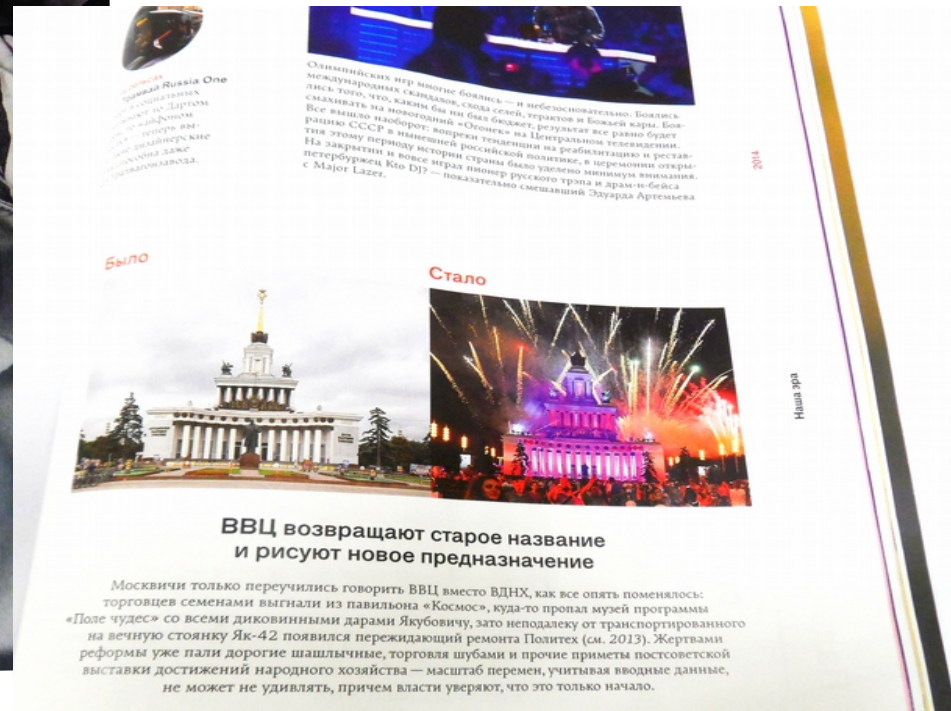 Трамвай Russia One
Олимпийских игр многие боялись — и небезосновательно. Боялись
международных скандалов, схода селей, терактов и Божьей кары. Боя-
лись того, что, каким бы ни был бюджет, результат все равно будет
смахивать на новогодний «Огонек» на Центральном телевидении.
Все вышло наоборот: вопреки тенденции на реабилитацию и рестав-
рацию СССР в нынешней российской политике, в церемонии откры-
тия этому периоду истории страны было уделено минимум внимания.
На закрытии и вовсе играл пионер русского трэпа и драм-н-бейса
петербуржец Kto DJ? — показательно смешавший Эдуарда Артемьева
с Major Lazer.
2014
Было
Стало
Наша эра
ВВЦ возвращают старое название
и рисуют новое предназначение
Москвичи только переучились говорить ВВЦ вместо ВДНХ, как все опять поменялось:
торговцев семенами выгнали из павильона «Космос», куда-то пропал музей программы
«Поле чудес» со всеми диковинными дарами Якубовичу, зато неподалеку от транспортированного
на вечную стоянку Як-42 появился пережидающий ремонта Политех (см. 2013). Жертвами
реформы уже пали дорогие шашлычные, торговля шубами и прочие приметы постсоветской
выставки достижений народного хозяйства — масштаб перемен, учитывая вводные данные,
не может не удивлять, причем власти уверяют, что это только начало.